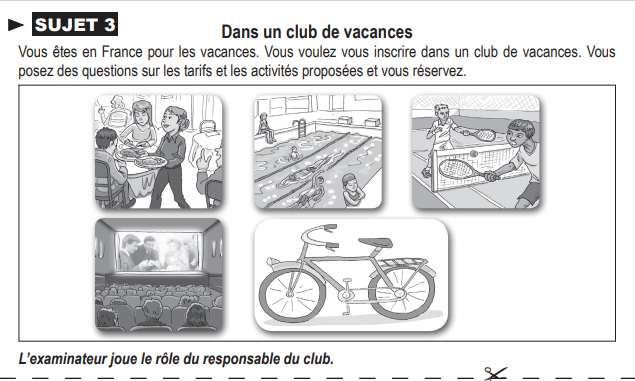 SUJET 3
Dans un club de vacances
Vous êtes en France pour les vacances. Vous voulez vous inscrire dans un club de vacances. Vous
posez des questions sur les tarifs et les activités proposées et vous réservez.
L'examinateur joue le rôle du responsable du club.